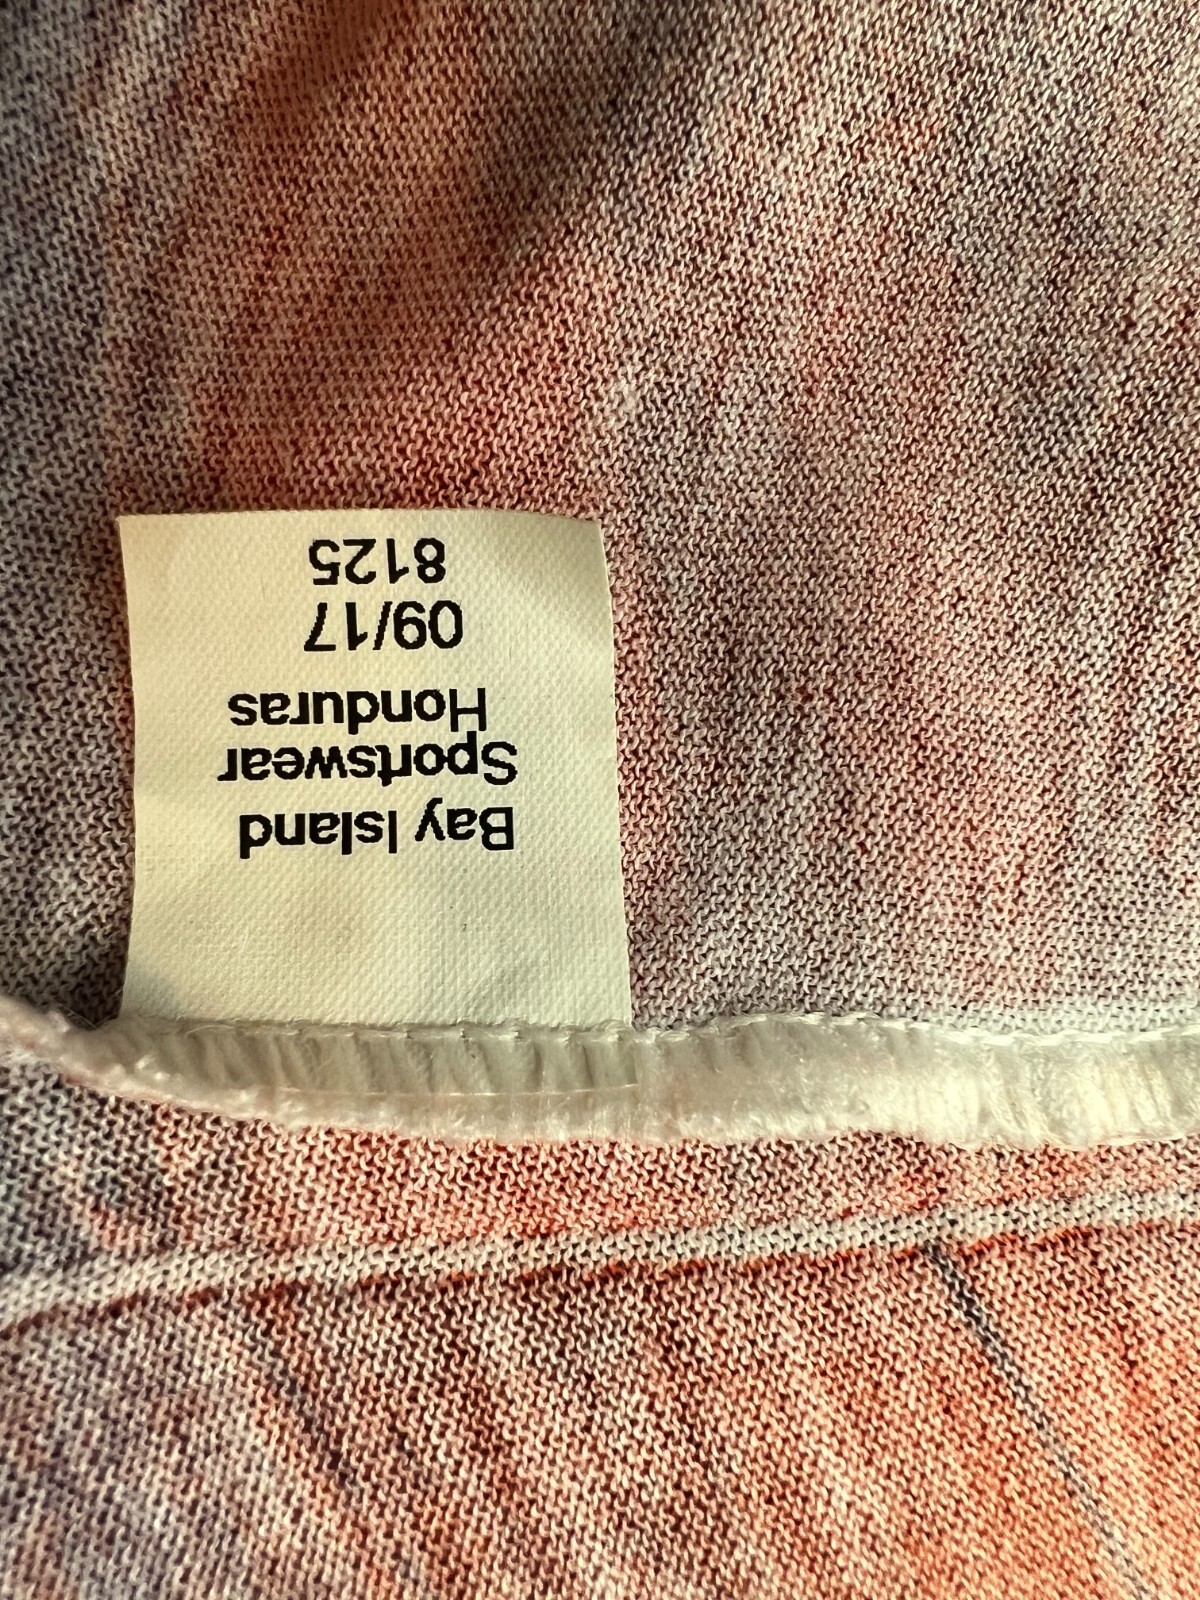 Bay Island
Sportswear
Honduras
09/17
8125